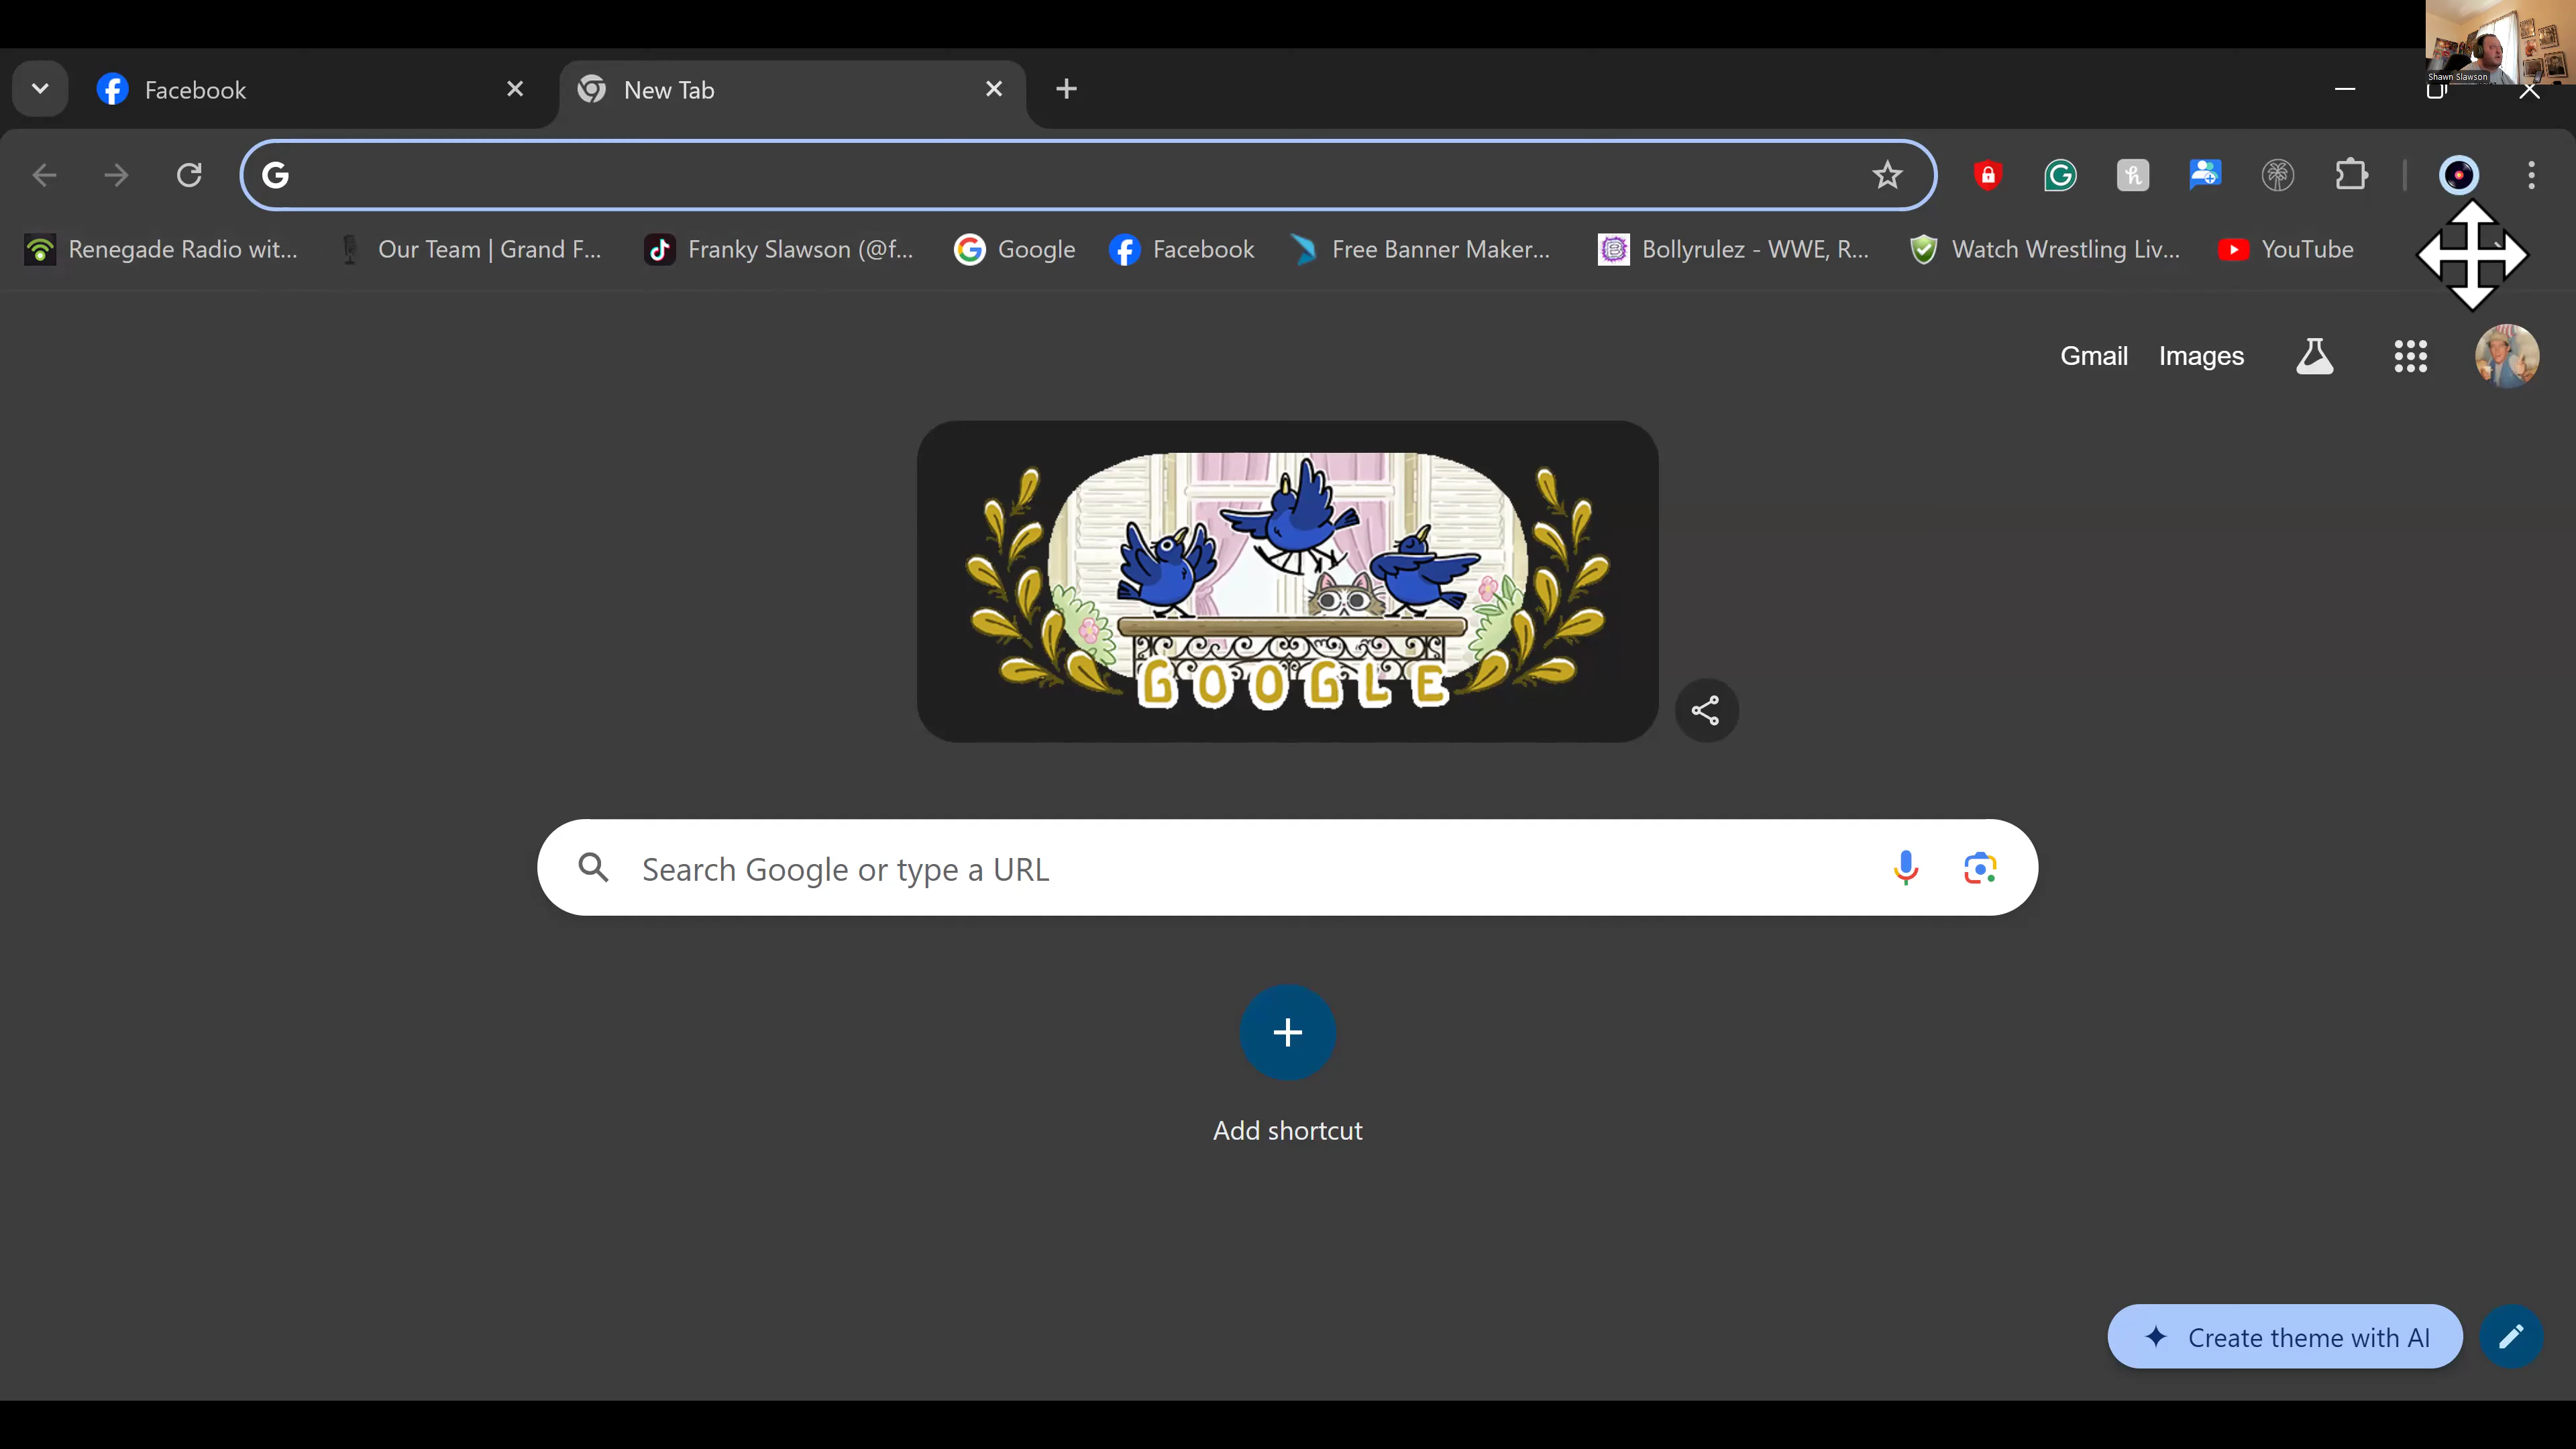 Shawn Slawson
Facebook
New Tab
Renegade Radio wit...
Our Team | Grand F...
Franky Slawson (@f...
Google
Facebook
Free Banner Maker...
Bollyrulez - WWE, R...
Watch Wrestling Liv...
YouTube
Gmail Images
GOOGLE
Search Google or type a URL
Add shortcut
Create theme with AI